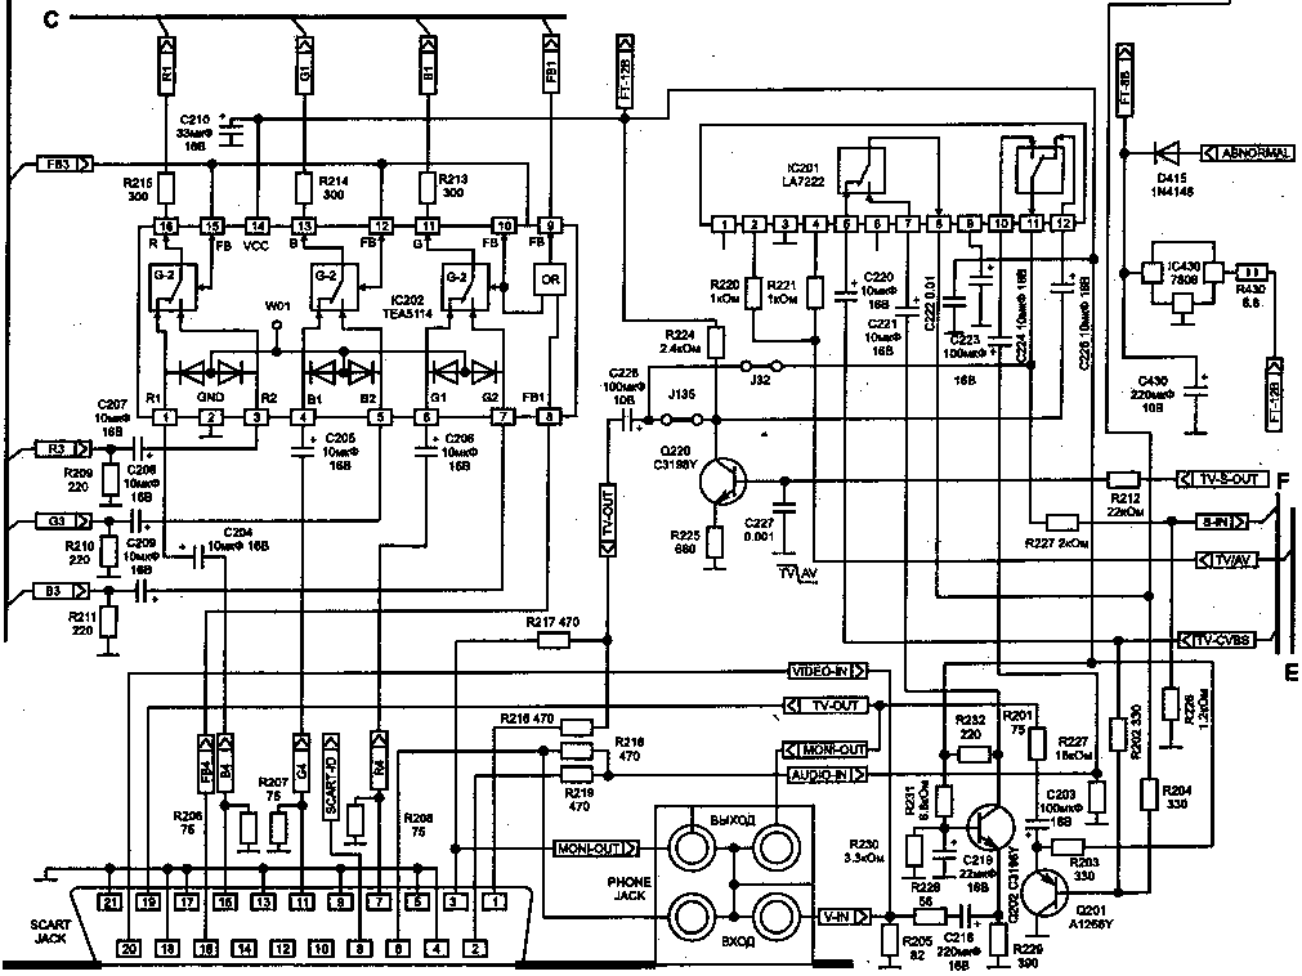 C
R1
G1
B1
FB1
FT-12B
FT-8B
C210
33мкФ
16В
FB3
R215
300
R214
300
R213
300
IC201
LA7222
ABNORMAL
D415
1N4148
16 15 14 13 12 11 10 9
R FB VCC B FB G FB FB
G-2
G-2
G-2
OR
IC202
TEA5114
W01
1 2 3 4 5 6 7 8 9 10 11 12
R220
1кОм
R221
1кОм
C220
10мкФ
16В
C221
10мкФ
16В
C222 0.01
C223
100мкФ
16В
C224 10мкФ 16В
C225 10мкФ 16В
IC430
7808
R430
6.8
R224
2.4кОм
C226
100мкФ
10В
J32
J135
C430
220мкФ
10В
FT-12B
R1 GND R2 B1 B2 G1 G2 FB1
1 2 3 4 5 6 7 8
C207
10мкФ
16В
R3
R209
220
C208
10мкФ
16В
C205
10мкФ
16В
C206
10мкФ
16В
Q220
C3198Y
TV-OUT
R212
22кОм
TV-S-OUT
F
G3
R210
220
C209
10мкФ
16В
C204
10мкФ 16В
R225
680
C227
0.001
TV/AV
R227 2кОм
S-IN
TV/AV
B3
R211
220
R217 470
TV-CVBS
E
VIDEO-IN
TV-OUT
R216 470
MONI-OUT
R218
470
AUDIO-IN
R219
470
R232
220
R201
75
R227
18кОм
R202 330
R226
1.2кОм
FB4
B4
G4
SCART-ID
R4
R206
75
R207
75
R208
75
R231
6.8кОм
C203
100мкФ
16В
R204
330
MONI-OUT
ВЫХОД
PHONE
JACK
ВХОД
V-IN
R230
3.3кОм
C219
22мкФ
16В
R203
330
R228
56
Q202 C3198Y
Q201
A1266Y
R205
82
C218
220мкФ
16В
R229
390
SCART
JACK
21 19 17 15 13 11 9 7 5 3 1
20 18 16 14 12 10 8 6 4 2